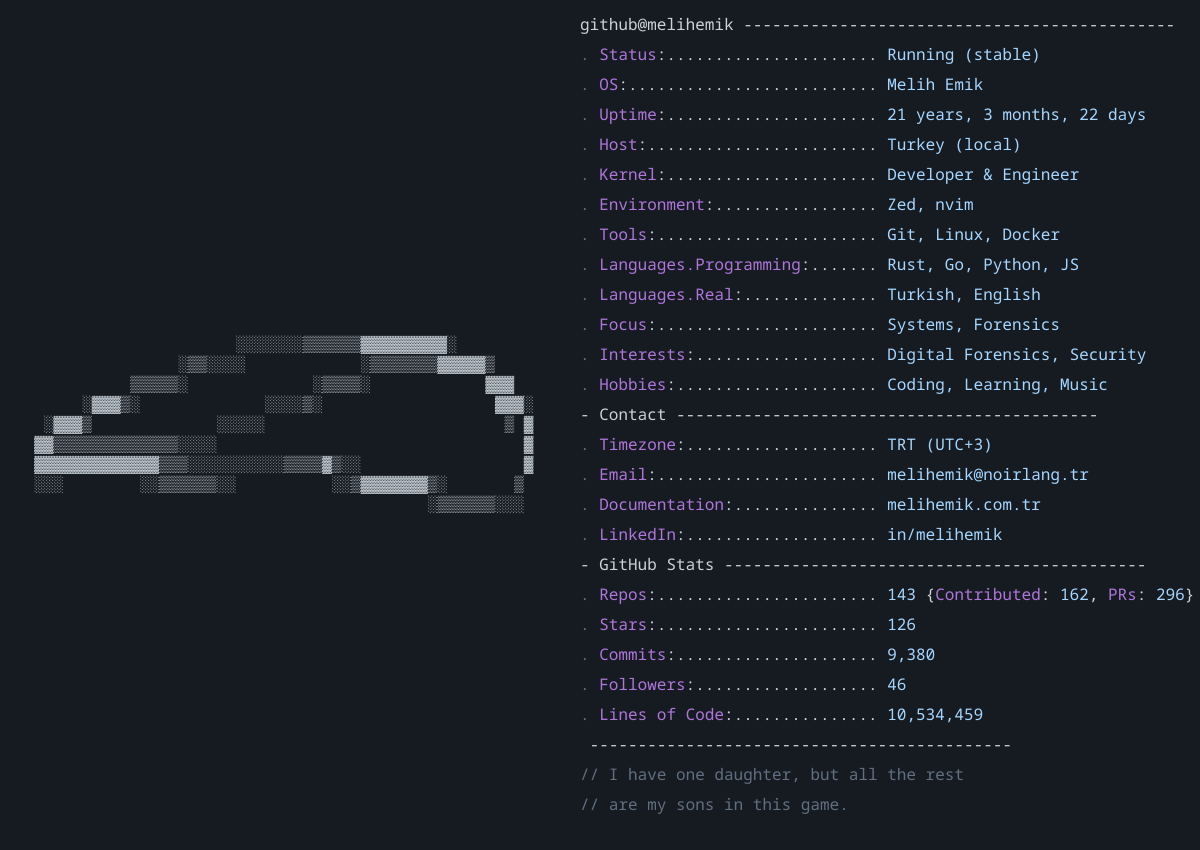 github@melihemik ---------------------------------------------
. Status:...................... Running (stable)
. OS:.......................... Melih Emik
. Uptime:...................... 21 years, 3 months, 22 days
. Host:........................ Turkey (local)
. Kernel:...................... Developer & Engineer
. Environment:................. Zed, nvim
. Tools:....................... Git, Linux, Docker
. Languages.Programming:....... Rust, Go, Python, JS
. Languages.Real:.............. Turkish, English
. Focus:....................... Systems, Forensics
. Interests:................... Digital Forensics, Security
. Hobbies:..................... Coding, Learning, Music
- Contact --------------------------------------------
. Timezone:.................... TRT (UTC+3)
. Email:....................... melihemik@noirlang.tr
. Documentation:............... melihemik.com.tr
. LinkedIn:.................... in/melihemik
- GitHub Stats --------------------------------------------
. Repos:....................... 143 {Contributed: 162, PRs: 296}
. Stars:....................... 126
. Commits:..................... 9,380
. Followers:................... 46
. Lines of Code:............... 10,534,459
--------------------------------------------
// I have one daughter, but all the rest
// are my sons in this game.